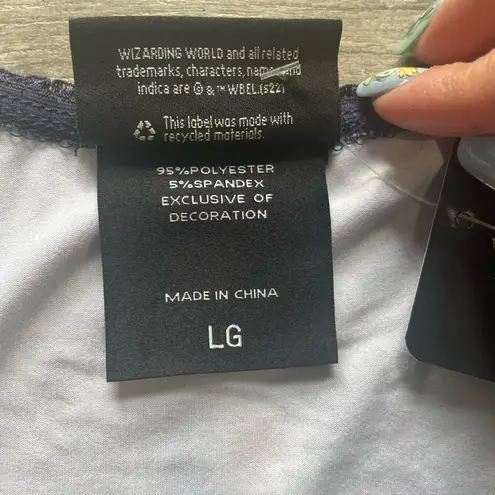 WIZARDING WORLD and all related
trademarks, characters, names and
indica are © & ™ WBEI.(s22)
This label was made with
recycled materials.
95%POLYESTER
5%SPANDEX
EXCLUSIVE OF
DECORATION
MADE IN CHINA
LG